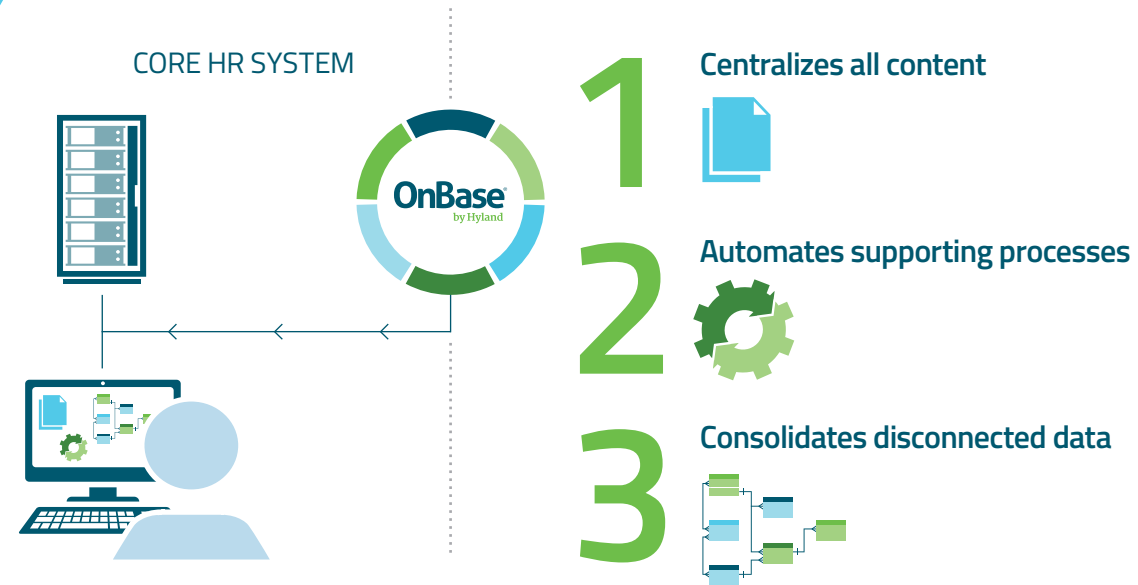 CORE HR SYSTEM
OnBase®
by Hyland
1
Centralizes all content
2
Automates supporting processes
3
Consolidates disconnected data